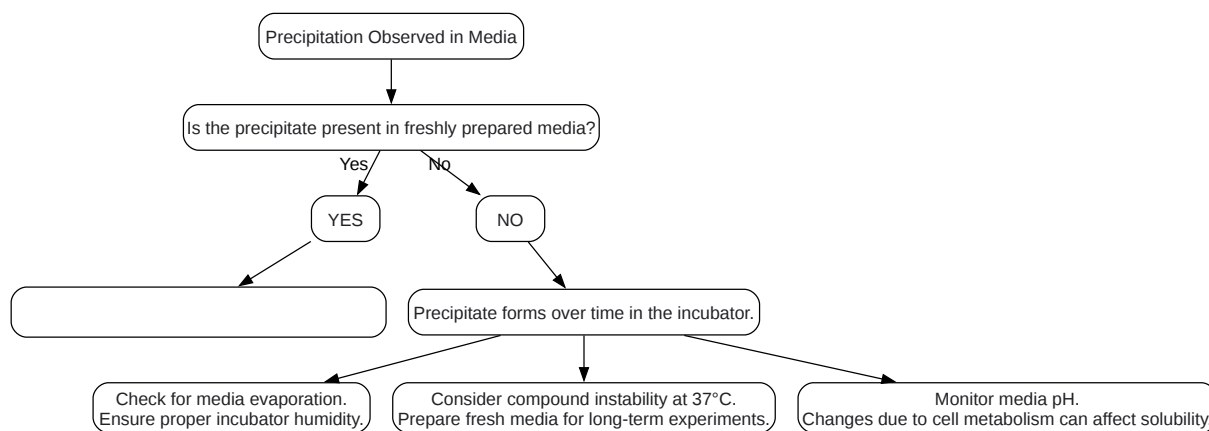 Precipitation Observed in Media
Is the precipitate present in freshly prepared media?
Yes
No
YES
NO
Precipitate forms over time in the incubator.
Check for media evaporation.
Ensure proper incubator humidity.
Consider compound instability at 37°C.
Prepare fresh media for long-term experiments.
Monitor media pH.
Changes due to cell metabolism can affect solubility